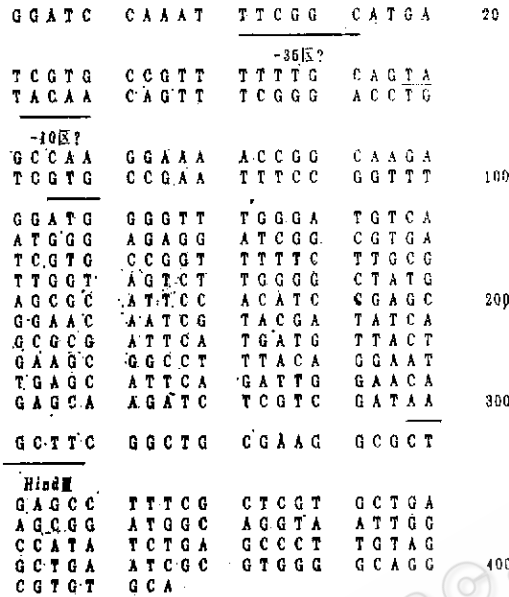 GGATC CAAAT TTCGG CATGA 20
-35区?
TCGTG CCGTT TTTTG CAGTA
TACAA CAGTT TCGGG ACCTG
-10区?
GCCAA GGAAA ACCGG CAAGA
TCGTG CCGAA TTTCC GGTTT 100
GGATG GGGTT TGGGA TGTCA
ATGGG AGAGG ATCGG CGTGA
TCGTG CCGGT TTTTC TTGCG
TTGGT AGTCT TGGGG CTATG
AGCGC ATTCC ACATC CGAGC 200
GGAAC AATCG TACGA TATCA
GCGCG ATTCA TGATG TTACT
GAAGC GGCCT TTACA GGAAT
TGAGC ATTCA GATTG GAACA
GAGCA AGATC TCGTC GATAA 300
GCTTC GGCTG CGAAG GCGCT
HindⅢ
GAGCC TTTCG CTCGT GCTGA
AGCGG ATGGC AGGTA ATTGG
CCATA TCTGA GCCCT TGTAG
GCTGA ATCGC GTGGG GCAGG 400
CGTGT GCA